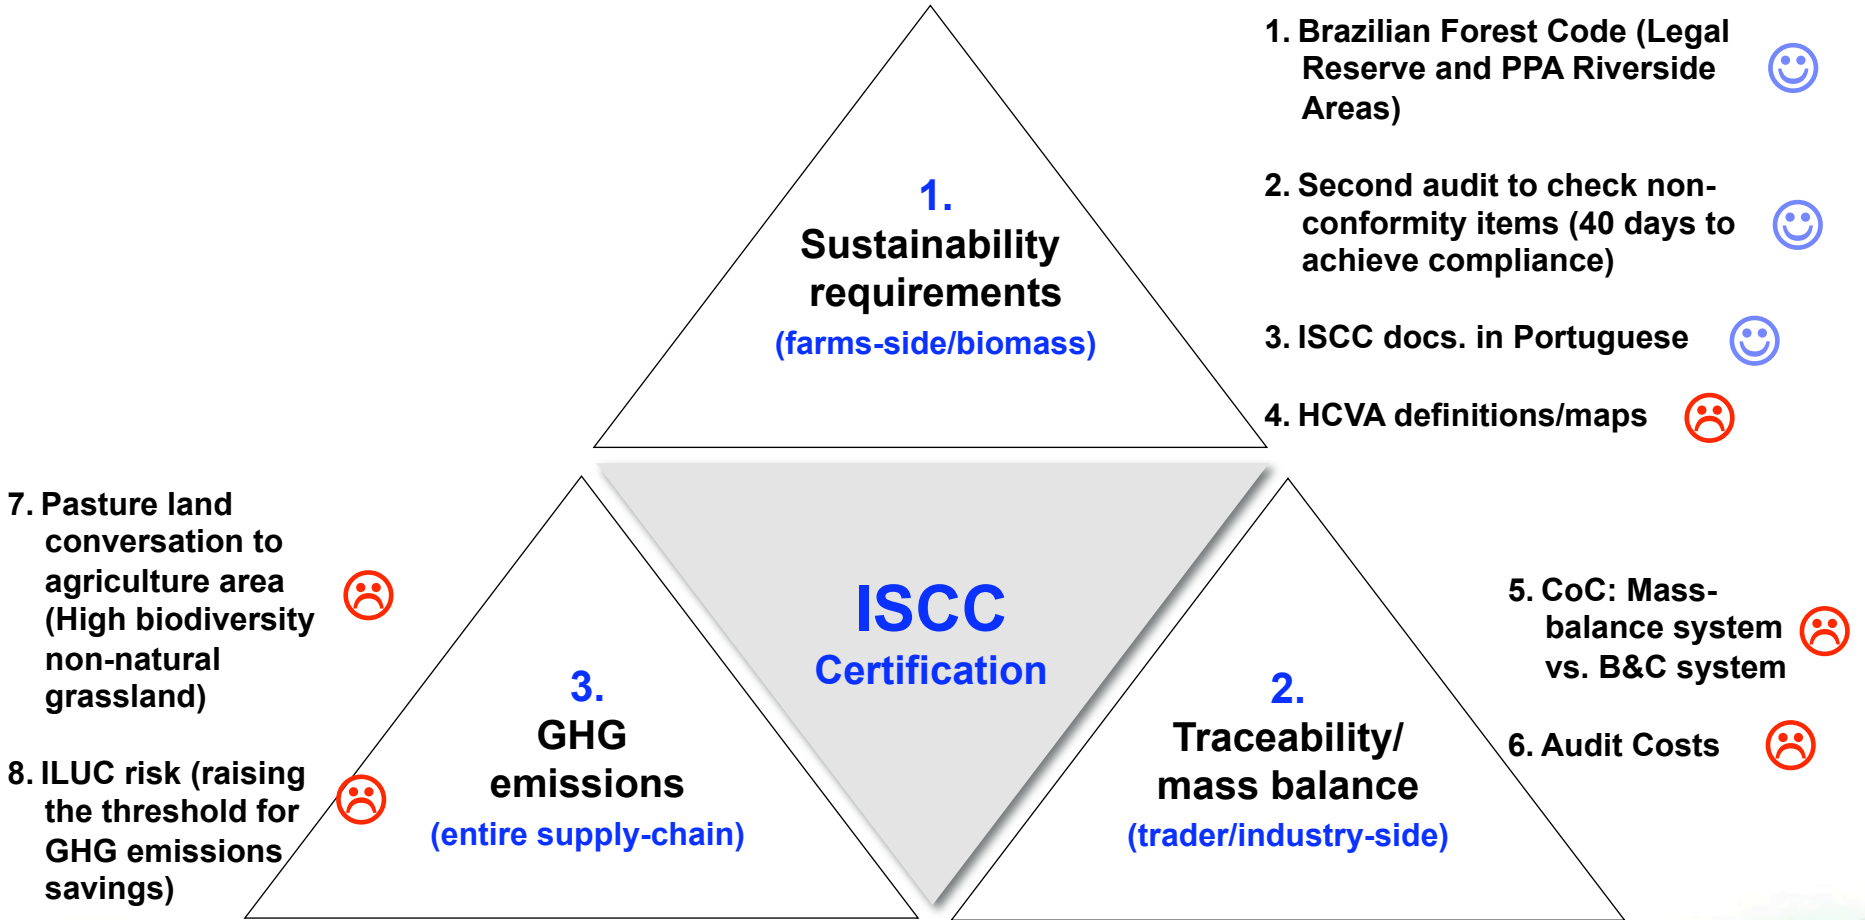 1. Brazilian Forest Code (Legal
Reserve and PPA Riverside
Areas)
2. Second audit to check non-
conformity items (40 days to
achieve compliance)
3. ISCC docs. in Portuguese
4. HCVA definitions/maps
1.
Sustainability
requirements
(farms-side/biomass)
7. Pasture land
conversation to
agriculture area
(High biodiversity
non-natural
grassland)
8. ILUC risk (raising
the threshold for
GHG emissions
savings)
3.
GHG
emissions
(entire supply-chain)
ISCC
Certification
2.
Traceability/
mass balance
(trader/industry-side)
5. CoC: Mass-
balance system
vs. B&C system
6. Audit Costs